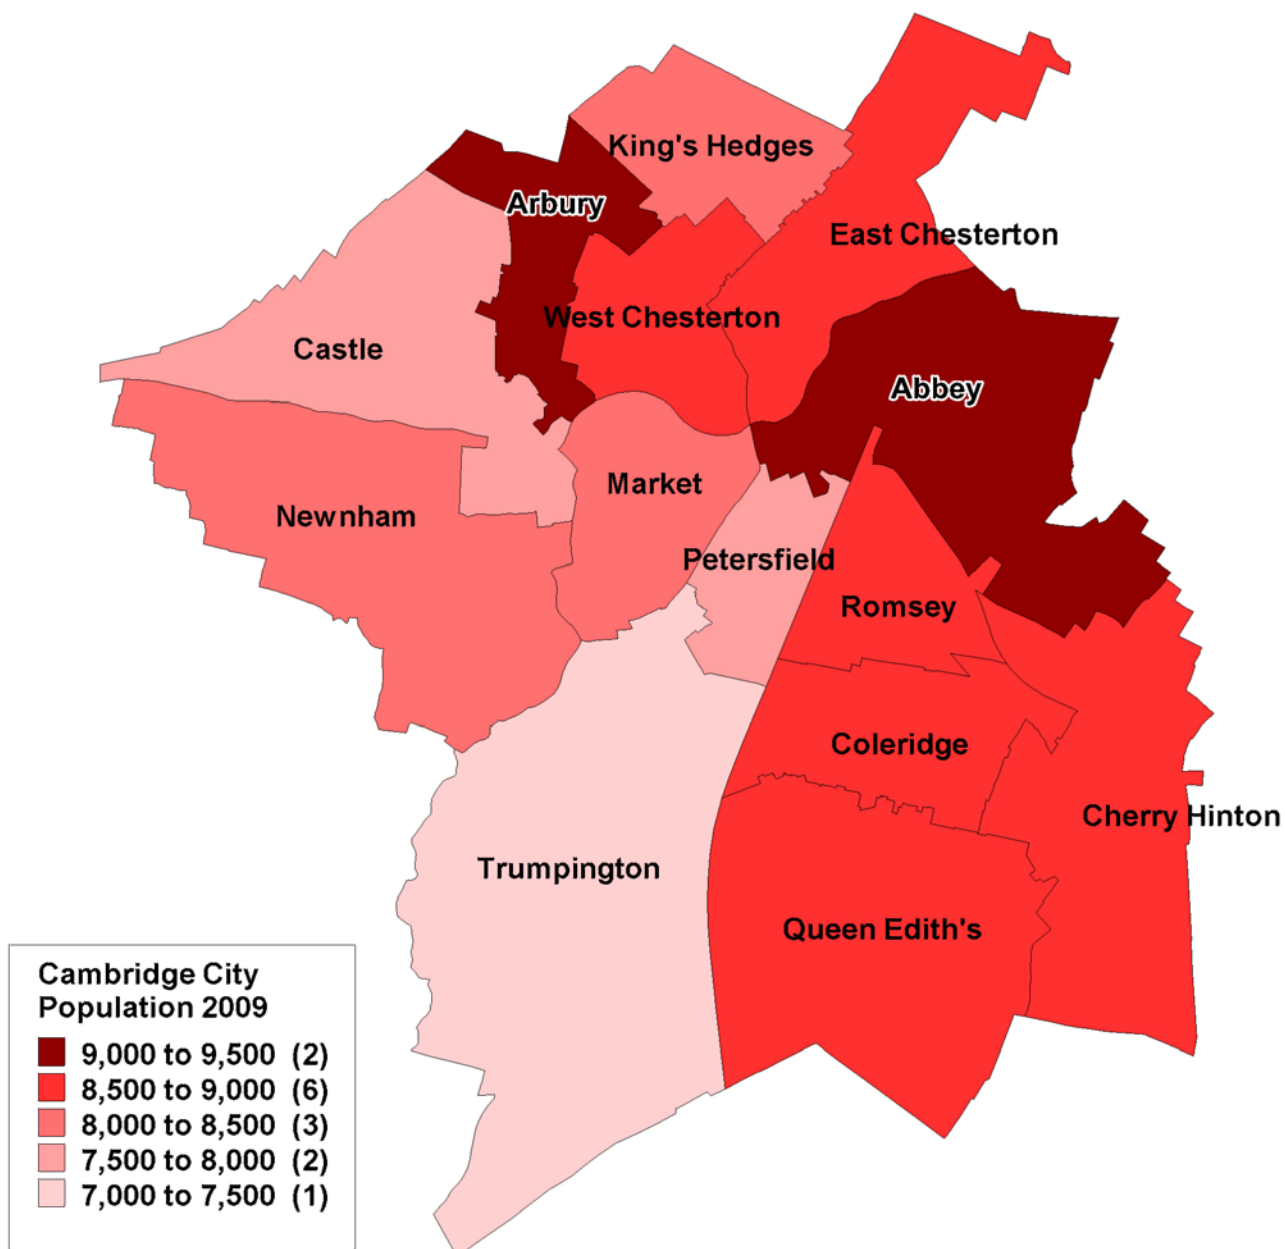 King's Hedges
Arbury
East Chesterton
West Chesterton
Castle
Abbey
Market
Newnham
Petersfield
Romsey
Coleridge
Cherry Hinton
Trumpington
Queen Edith's
Cambridge City
Population 2009
9,000 to 9,500 (2)
8,500 to 9,000 (6)
8,000 to 8,500 (3)
7,500 to 8,000 (2)
7,000 to 7,500 (1)